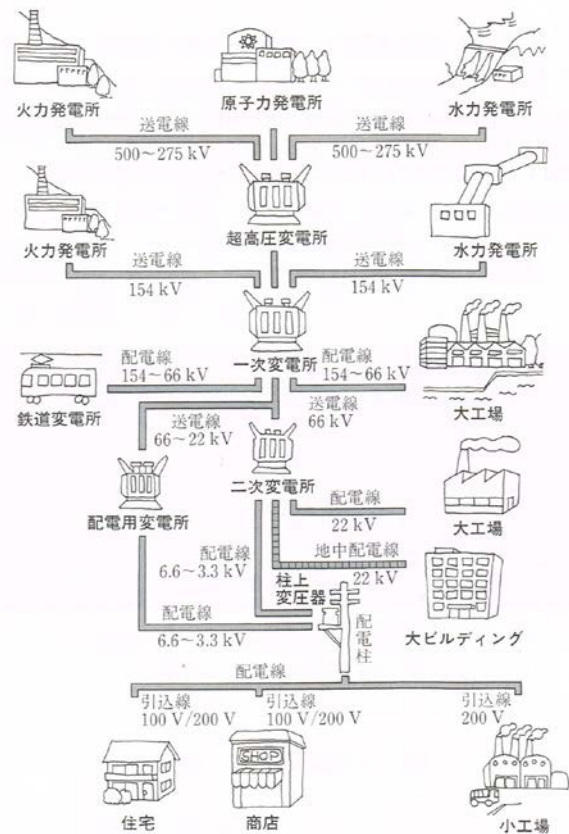 火力発電所
原子力発電所
水力発電所
送電線
500～275 kV
送電線
500～275 kV
超高圧変電所
火力発電所
水力発電所
送電線
154 kV
送電線
154 kV
一次変電所
配電線
154～66 kV
配電線
154～66 kV
鉄道変電所
大工場
送電線
66～22 kV
送電線
66 kV
配電用変電所
二次変電所
配電線
22 kV
大工場
配電線
6.6～3.3 kV
地中配電線
22 kV
柱上
変圧器
大ビルディング
配電線
6.6～3.3 kV
配電柱
配電線
引込線
100 V/200 V
引込線
100 V/200 V
引込線
200 V
SHOP
住宅
商店
小工場